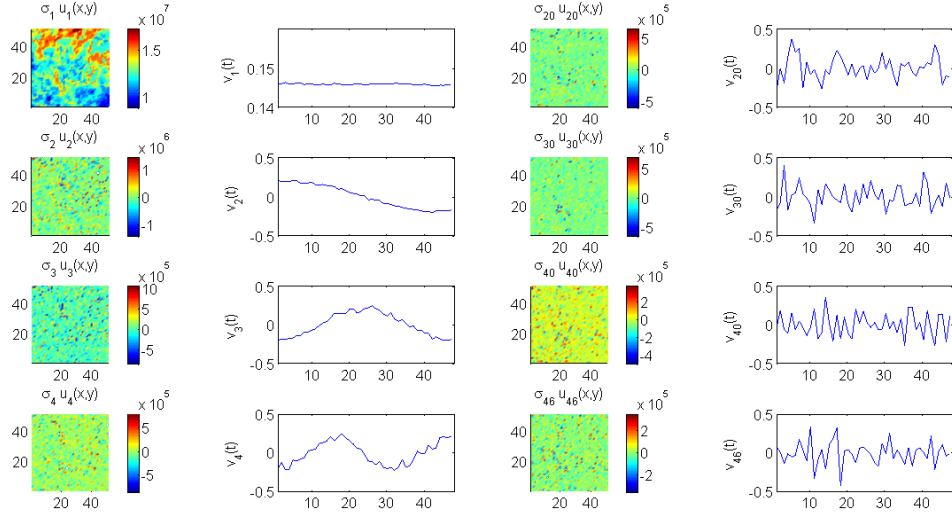 σ1 u1(x,y)
x 10^7
50
40
20
20 40
1.5
1
v1(t)
0.15
0.14
10 20 30 40
σ20 u20(x,y)
x 10^5
40
20
20 40
5
0
-5
v20(t)
0.5
0
-0.5
10 20 30 40
σ2 u2(x,y)
x 10^6
40
20
20 40
1
0
-1
v2(t)
0.5
0
-0.5
10 20 30 40
σ30 u30(x,y)
x 10^5
40
20
20 40
5
0
-5
v30(t)
0.5
0
-0.5
10 20 30 40
σ3 u3(x,y)
x 10^5
40
20
20 40
10
5
0
-5
v3(t)
0.5
0
-0.5
10 20 30 40
σ40 u40(x,y)
x 10^5
40
20
20 40
2
0
-2
-4
v40(t)
0.5
0
-0.5
10 20 30 40
σ4 u4(x,y)
x 10^5
40
20
20 40
5
0
-5
v4(t)
0.5
0
-0.5
10 20 30 40
σ46 u46(x,y)
x 10^5
40
20
20 40
2
0
-2
v46(t)
0.5
0
-0.5
10 20 30 40